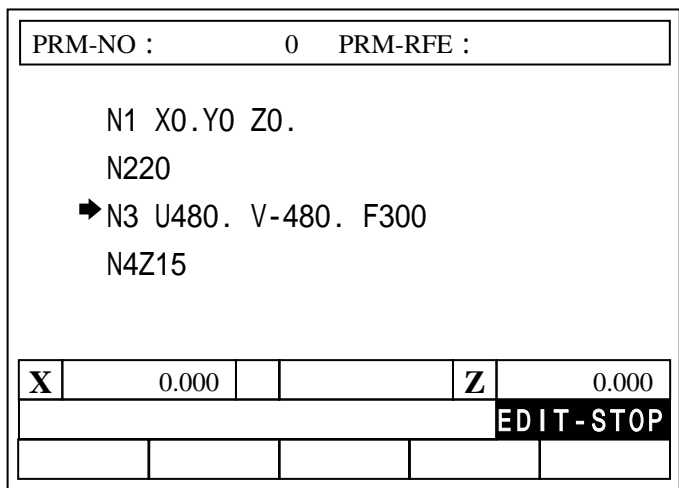 PRM-NO : 0 PRM-RFE :
N1 X0.Y0 Z0.
N220
N3 U480. V-480. F300
N4Z15
X 0.000 Z 0.000
EDIT-STOP